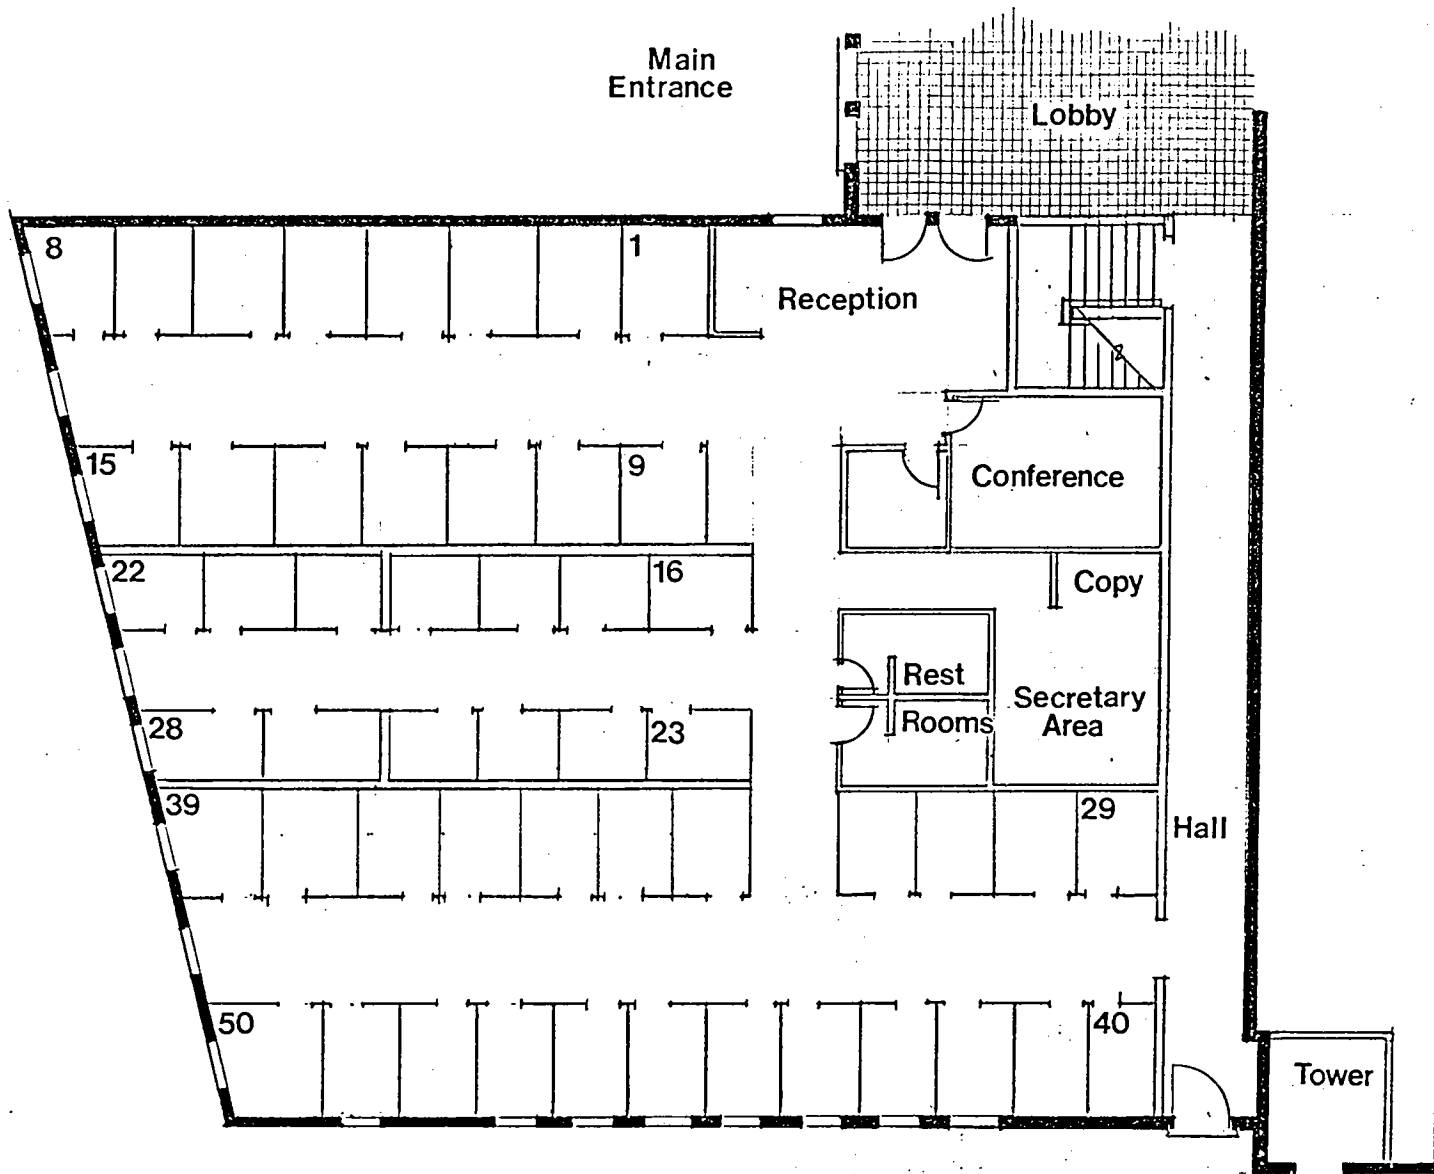 Main
Entrance
Lobby
8
1
Reception
15
9
Conference
22
16
Copy
Rest
Rooms
Secretary
Area
28
23
39
29
Hall
50
40
Tower